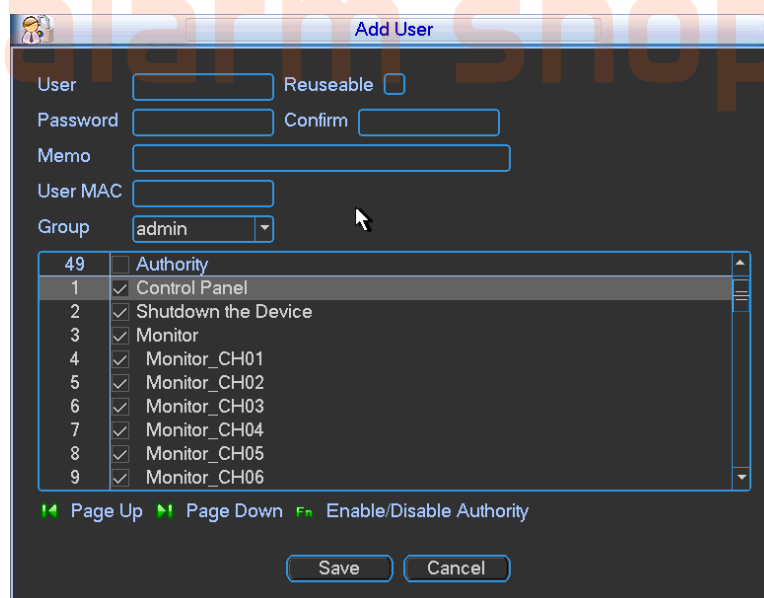 alarm shop
Add User
User Reuseable
Password Confirm
Memo
User MAC
Group admin
49 Authority
1 Control Panel
2 Shutdown the Device
3 Monitor
4 Monitor_CH01
5 Monitor_CH02
6 Monitor_CH03
7 Monitor_CH04
8 Monitor_CH05
9 Monitor_CH06
Page Up Page Down Fn Enable/Disable Authority
Save Cancel